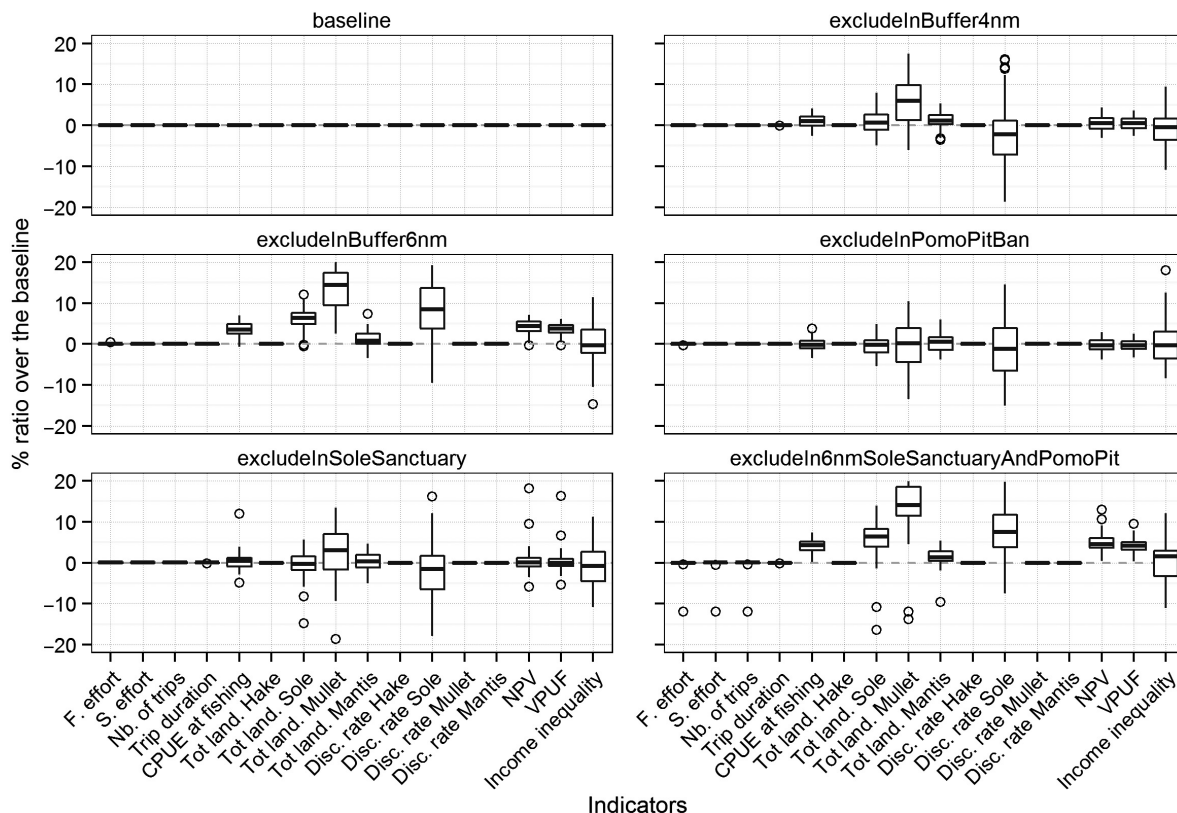 baseline
excludeInBuffer4nm
20
10
0
−10
−20
excludeInBuffer6nm
excludeInPomoPitBan
20
10
0
−10
−20
excludeInSoleSanctuary
excludeIn6nmSoleSanctuaryAndPomoPit
20
10
0
−10
−20
% ratio over the baseline
F. effort
S. effort
Nb. of trips
Trip duration
CPUE at fishing
Tot land. Hake
Tot land. Sole
Tot land. Mullet
Tot land. Mantis
Disc. rate Hake
Disc. rate Sole
Disc. rate Mullet
Disc. rate Mantis
NPV
VPUF
Income inequality
F. effort
S. effort
Nb. of trips
Trip duration
CPUE at fishing
Tot land. Hake
Tot land. Sole
Tot land. Mullet
Tot land. Mantis
Disc. rate Hake
Disc. rate Sole
Disc. rate Mullet
Disc. rate Mantis
NPV
VPUF
Income inequality
Indicators